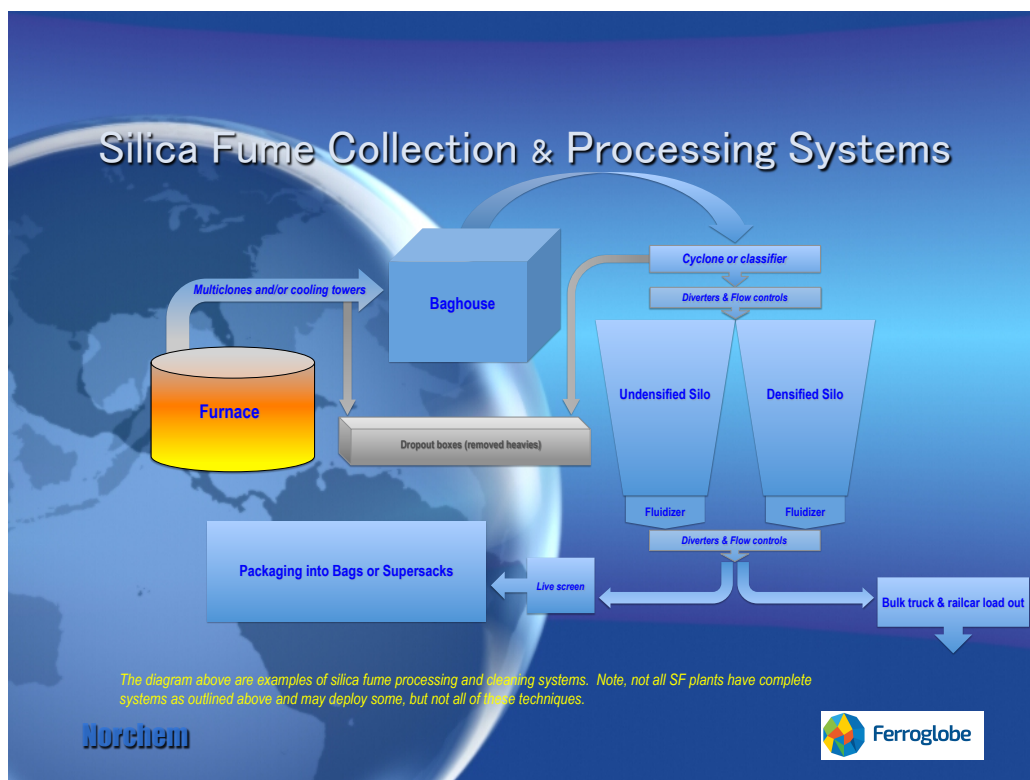 Silica Fume Collection & Processing Systems
Cyclone or classifier
Multiclones and/or cooling towers
Baghouse
Diverters & Flow controls
Furnace
Undensified Silo
Densified Silo
Dropout boxes (removed heavies)
Fluidizer
Fluidizer
Diverters & Flow controls
Packaging into Bags or Supersacks
Live screen
Bulk truck & railcar load out
The diagram above are examples of silica fume processing and cleaning systems.  Note, not all SF plants have complete
systems as outlined above and may deploy some, but not all of these techniques.
Norchem
Ferroglobe